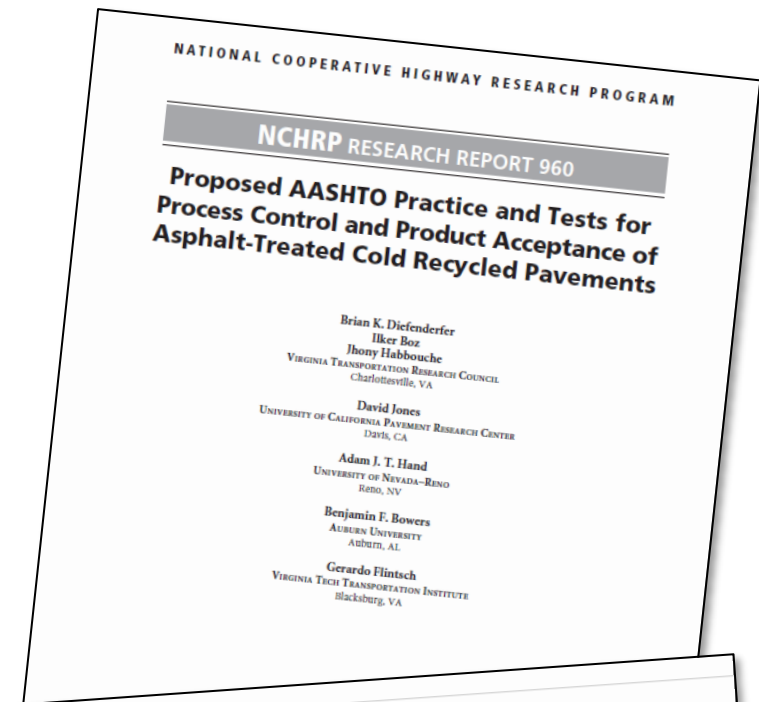 NATIONAL COOPERATIVE HIGHWAY RESEARCH PROGRAM
NCHRP RESEARCH REPORT 960
Proposed AASHTO Practice and Tests for
Process Control and Product Acceptance of
Asphalt-Treated Cold Recycled Pavements
Brian K. Diefenderfer
Ilker Boz
Jhony Habbouche
VIRGINIA TRANSPORTATION RESEARCH COUNCIL
Charlottesville, VA
David Jones
UNIVERSITY OF CALIFORNIA PAVEMENT RESEARCH CENTER
Davis, CA
Adam J. T. Hand
UNIVERSITY OF NEVADA–RENO
Reno, NV
Benjamin F. Bowers
AUBURN UNIVERSITY
Auburn, AL
Gerardo Flintsch
VIRGINIA TECH TRANSPORTATION INSTITUTE
Blacksburg, VA